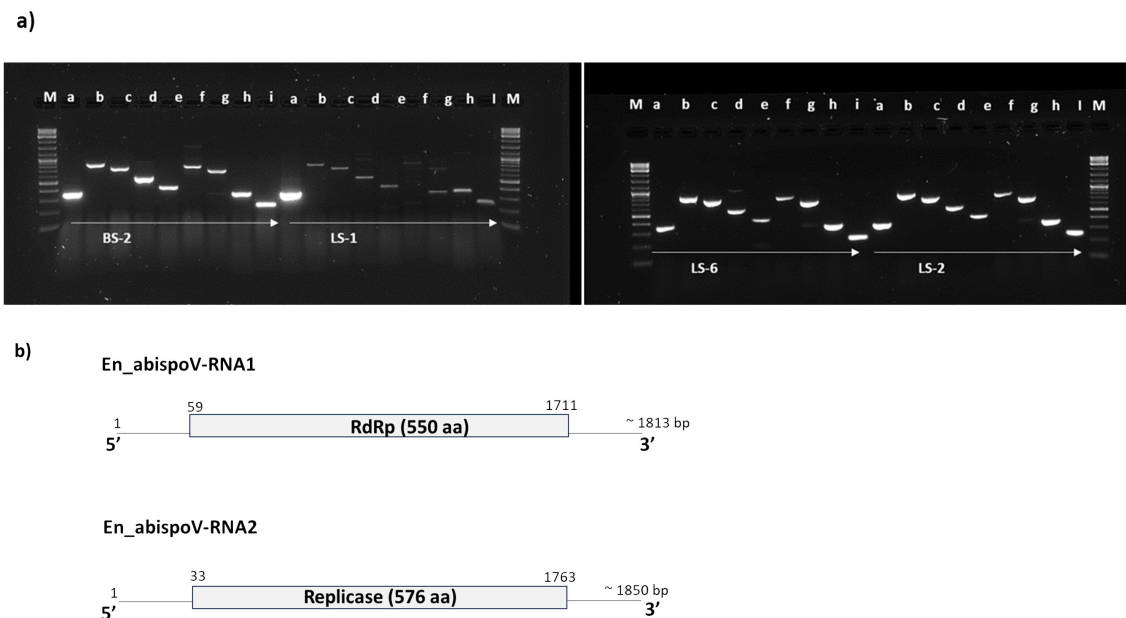 a)
M a b c d e f g h i a b c d e f g h I M
BS-2 LS-1
M a b c d e f g h i a b c d e f g h I M
LS-6 LS-2
b)
En_abispoV-RNA1
59 1711
1 RdRp (550 aa) ~ 1813 bp
5’ 3’
En_abispoV-RNA2
33 1763
1 Replicase (576 aa) ~ 1850 bp
5’ 3’